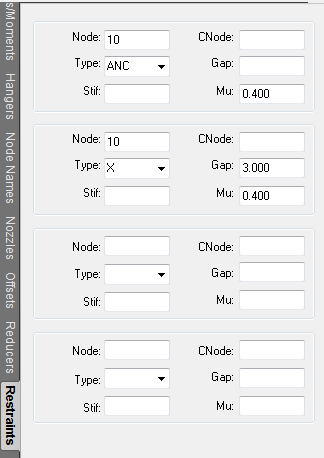 s/Moments
Hangers
Node Names
Nozzles
Offsets
Reducers
Restraints
Node: 10 CNode:
Type: ANC Gap:
Stif: Mu: 0.400
Node: 10 CNode:
Type: X Gap: 3.000
Stif: Mu: 0.400
Node: CNode:
Type: Gap:
Stif: Mu:
Node: CNode:
Type: Gap:
Stif: Mu: